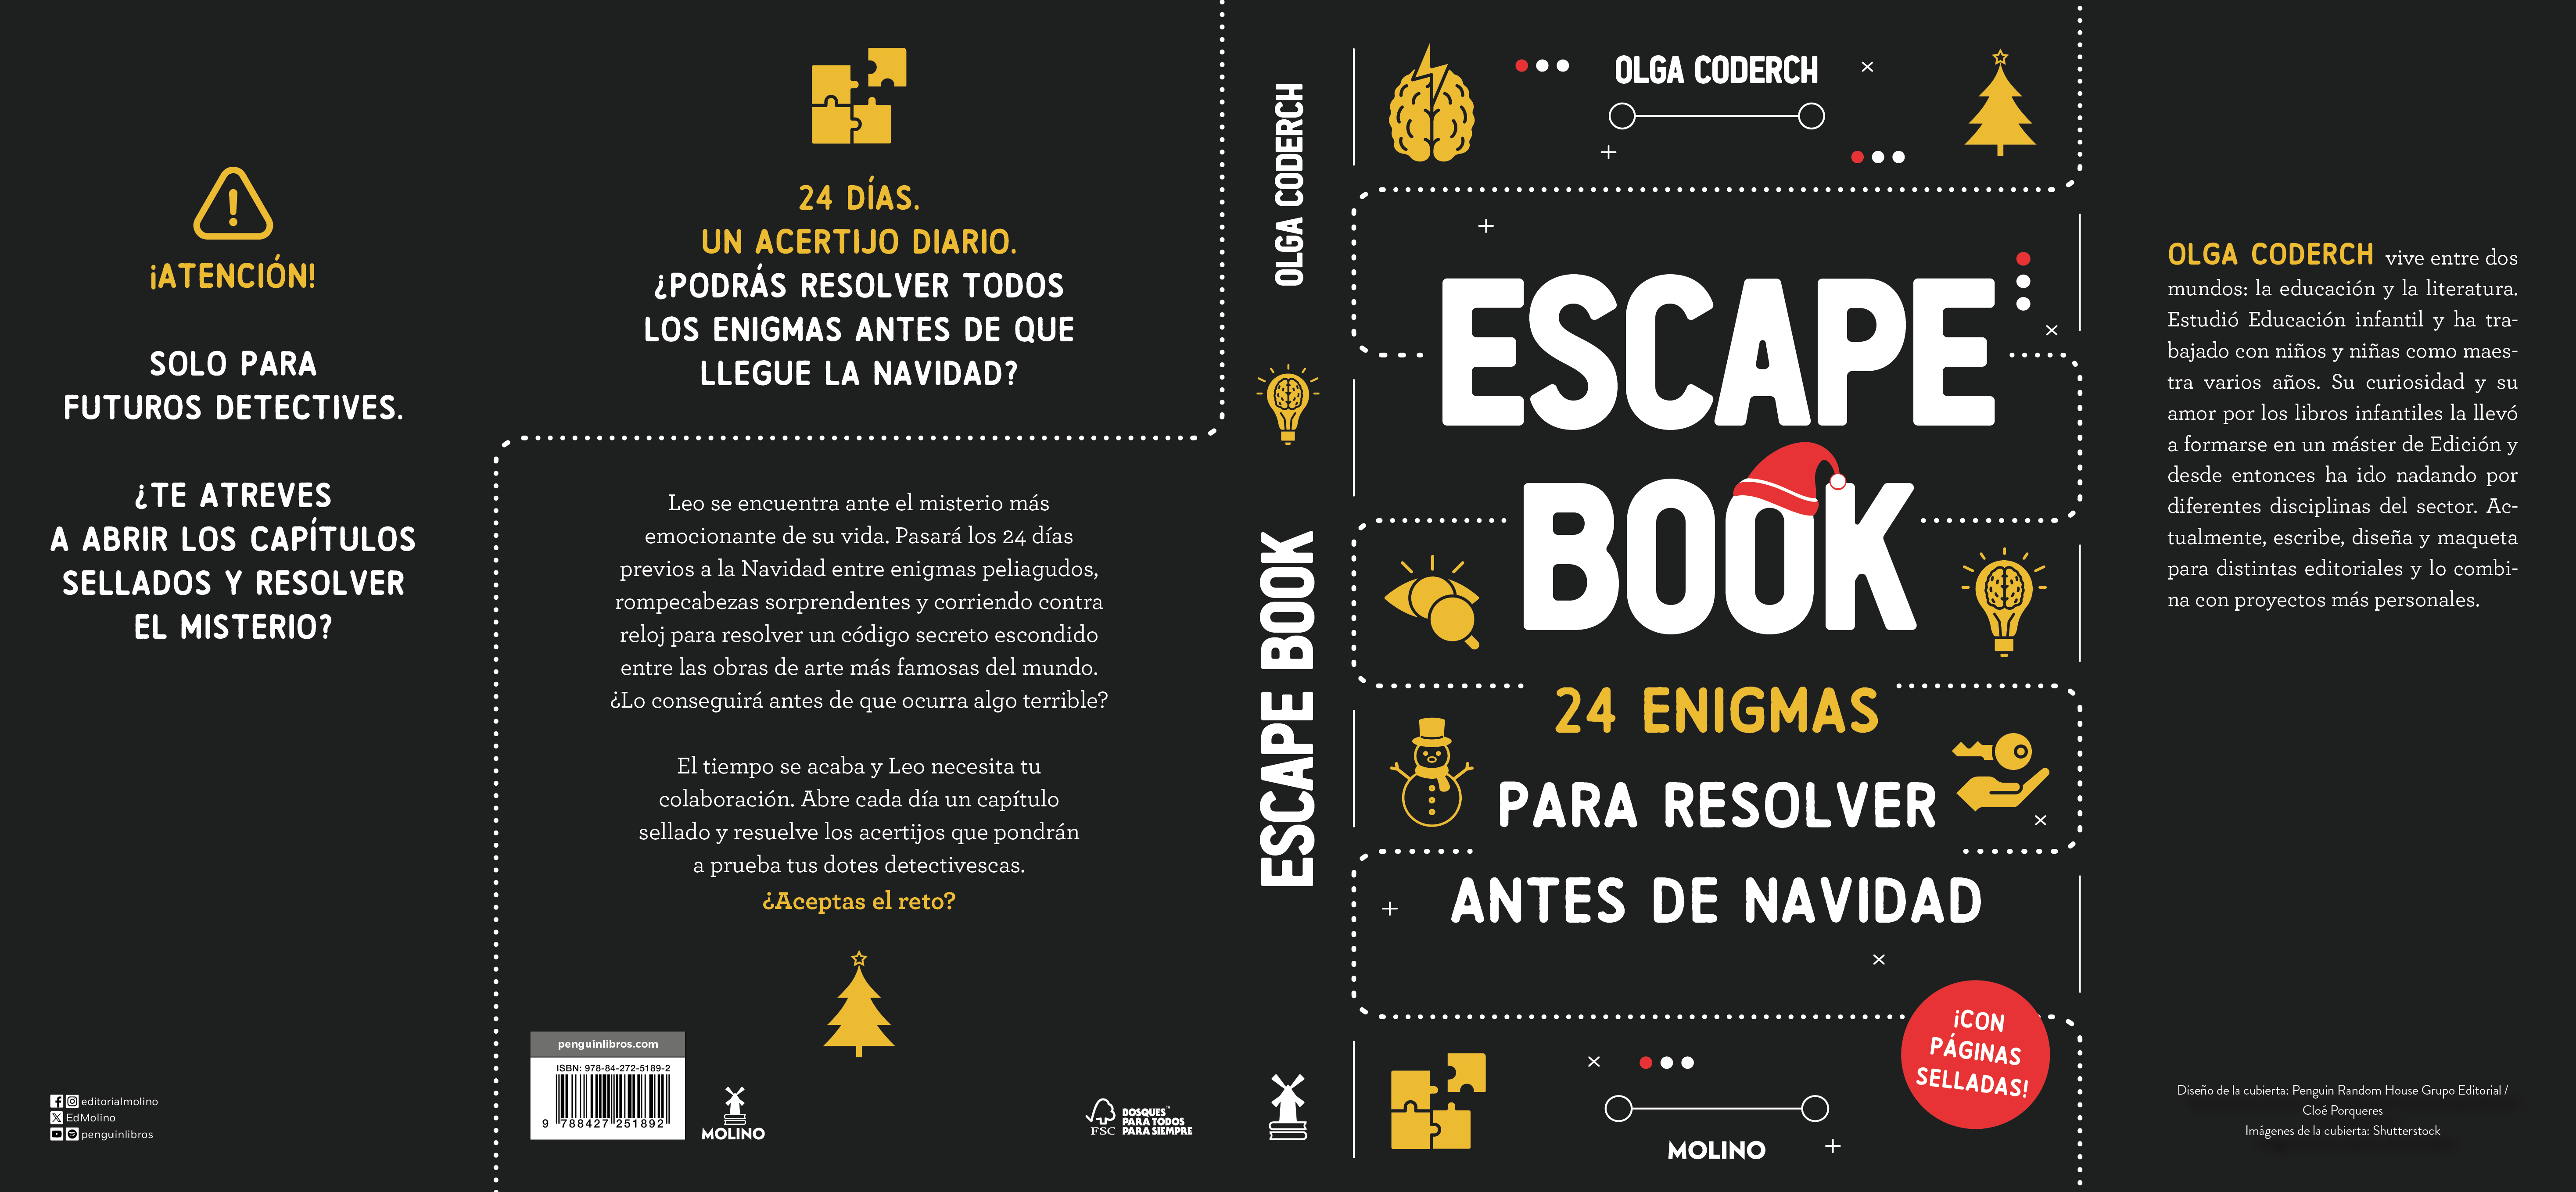 ¡ATENCIÓN!
SOLO PARA
FUTUROS DETECTIVES.
¿TE ATREVES
A ABRIR LOS CAPÍTULOS
SELLADOS Y RESOLVER
EL MISTERIO?
editorialmolino
EdMolino
penguinlibros
24 DÍAS.
UN ACERTIJO DIARIO.
¿PODRÁS RESOLVER TODOS
LOS ENIGMAS ANTES DE QUE
LLEGUE LA NAVIDAD?
Leo se encuentra ante el misterio más
emocionante de su vida. Pasará los 24 días
previos a la Navidad entre enigmas peliagudos,
rompecabezas sorprendentes y corriendo contra
reloj para resolver un código secreto escondido
entre las obras de arte más famosas del mundo.
¿Lo conseguirá antes de que ocurra algo terrible?
El tiempo se acaba y Leo necesita tu
colaboración. Abre cada día un capítulo
sellado y resuelve los acertijos que pondrán
a prueba tus dotes detectivescas.
¿Aceptas el reto?
penguinlibros.com
ISBN: 978-84-272-5189-2
9 788427 251892
MOLINO
FSC
BOSQUES™
PARA TODOS
PARA SIEMPRE
OLGA CODERCH
ESCAPE BOOK
OLGA CODERCH
ESCAPE
BOOK
24 ENIGMAS
PARA RESOLVER
ANTES DE NAVIDAD
¡CON
PÁGINAS
SELLADAS!
MOLINO
OLGA CODERCH vive entre dos
mundos: la educación y la literatura.
Estudió Educación infantil y ha tra-
bajado con niños y niñas como maes-
tra varios años. Su curiosidad y su
amor por los libros infantiles la llevó
a formarse en un máster de Edición y
desde entonces ha ido nadando por
diferentes disciplinas del sector. Ac-
tualmente, escribe, diseña y maqueta
para distintas editoriales y lo combi-
na con proyectos más personales.
Diseño de la cubierta: Penguin Random House Grupo Editorial /
Cloé Porqueres
Imágenes de la cubierta: Shutterstock